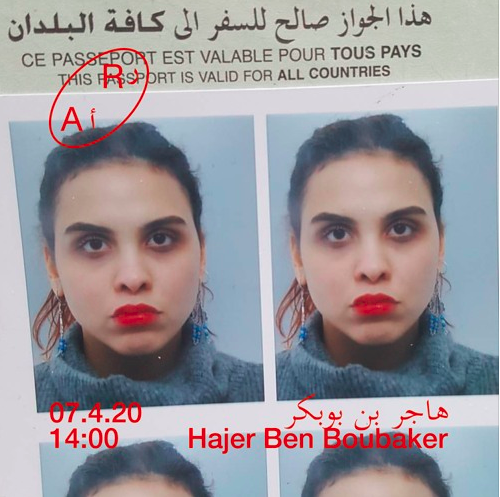 هذا الجواز صالح للسفر الى كافة البلدان
CE PASSEPORT EST VALABLE POUR TOUS PAYS
THIS PASSPORT IS VALID FOR ALL COUNTRIES
R ر
A أ
07.4.20 هاجر بن بوبكر
14:00 Hajer Ben Boubaker